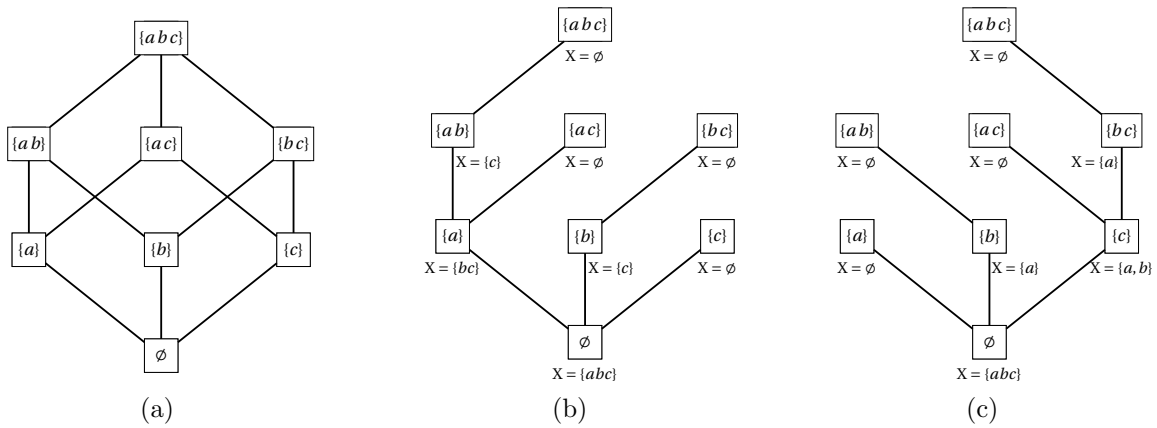 {a b c}
{a b c}
X = ∅
{a b c}
X = ∅
{a b}
{a c}
{b c}
{a b}
X = {c}
{a c}
X = ∅
{b c}
X = ∅
{a b}
X = ∅
{a c}
X = ∅
{b c}
X = {a}
{a}
{b}
{c}
{a}
X = {bc}
{b}
X = {c}
{c}
X = ∅
{a}
X = ∅
{b}
X = {a}
{c}
X = {a, b}
∅
∅
X = {abc}
∅
X = {abc}
(a)
(b)
(c)